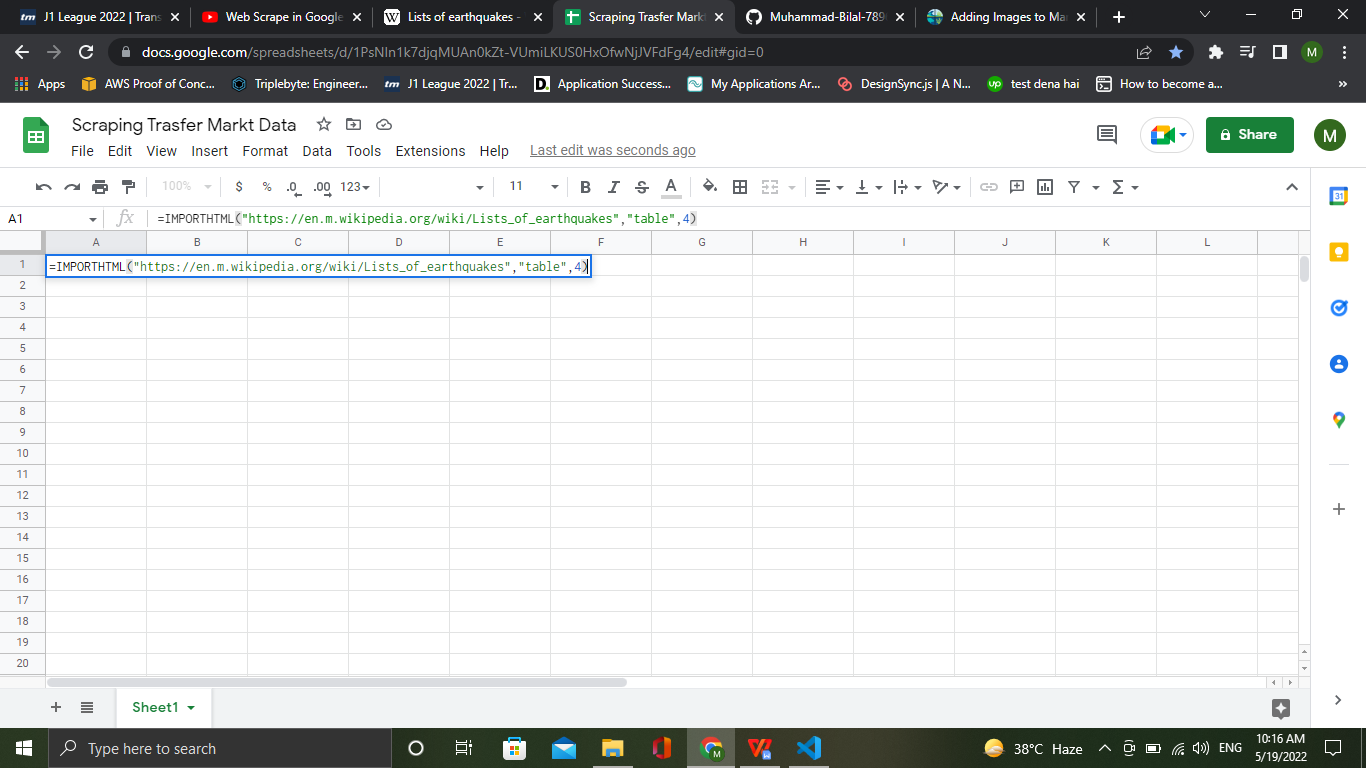 J1 League 2022 | Trans
Web Scrape in Google
Lists of earthquakes -
Scraping Trasfer Mark
Muhammad-Bilal-789
Adding Images to Ma
docs.google.com/spreadsheets/d/1PsNIn1k7djqMUAn0kZt-VUmiLKUS0HxOfwNjJVFdFg4/edit#gid=0
M
Apps
AWS Proof of Conc...
Triplebyte: Engineer...
tm
J1 League 2022 | Tr...
D.
Application Success...
My Applications Ar...
DesignSync.js | A N...
up
test dena hai
How to become a...
»
Scraping Trasfer Markt Data
File Edit View Insert Format Data Tools Extensions Help Last edit was seconds ago
Share
M
100% $ % .0 .00 123 11 B I S A Σ
31
A1 fx =IMPORTHTML("https://en.m.wikipedia.org/wiki/Lists_of_earthquakes","table",4)
A B C D E F G H I J K L
1 =IMPORTHTML("https://en.m.wikipedia.org/wiki/Lists_of_earthquakes","table",4)
2
3
4
5
6
7
8
9
10
11
12
13
14
15
16
17
18
19
20
Sheet1
Type here to search
38°C Haze
ENG
10:16 AM
5/19/2022